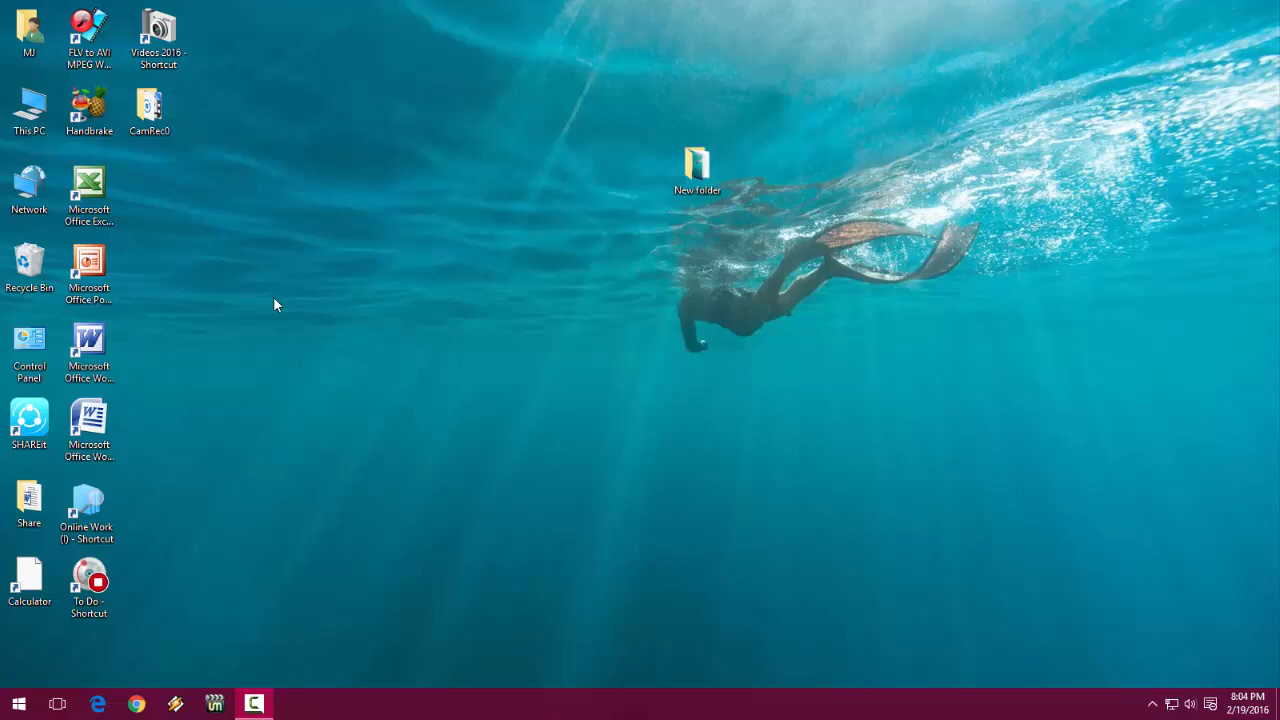 MJ
FLV to AVI
MPEG W...
Videos 2016 -
Shortcut
This PC
Handbrake
CamRec0
New folder
Network
Microsoft
Office Exc...
Recycle Bin
Microsoft
Office Po...
Control
Panel
Microsoft
Office Wo...
SHAREit
Microsoft
Office Wo...
Share
Online Work
(I) - Shortcut
Calculator
To Do -
Shortcut
8:04 PM
2/19/2016